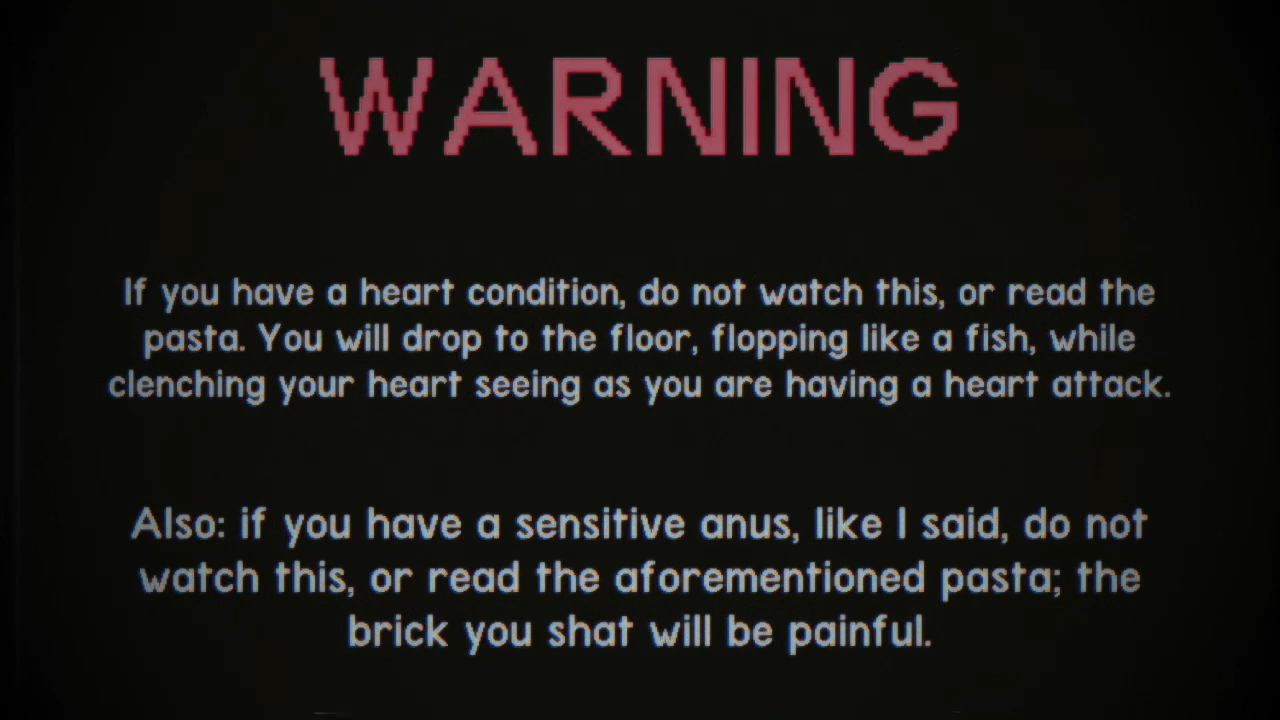 WARNING
If you have a heart condition, do not watch this, or read the
pasta. You will drop to the floor, flopping like a fish, while
clenching your heart seeing as you are having a heart attack.
Also: if you have a sensitive anus, like I said, do not
watch this, or read the aforementioned pasta; the
brick you shat will be painful.